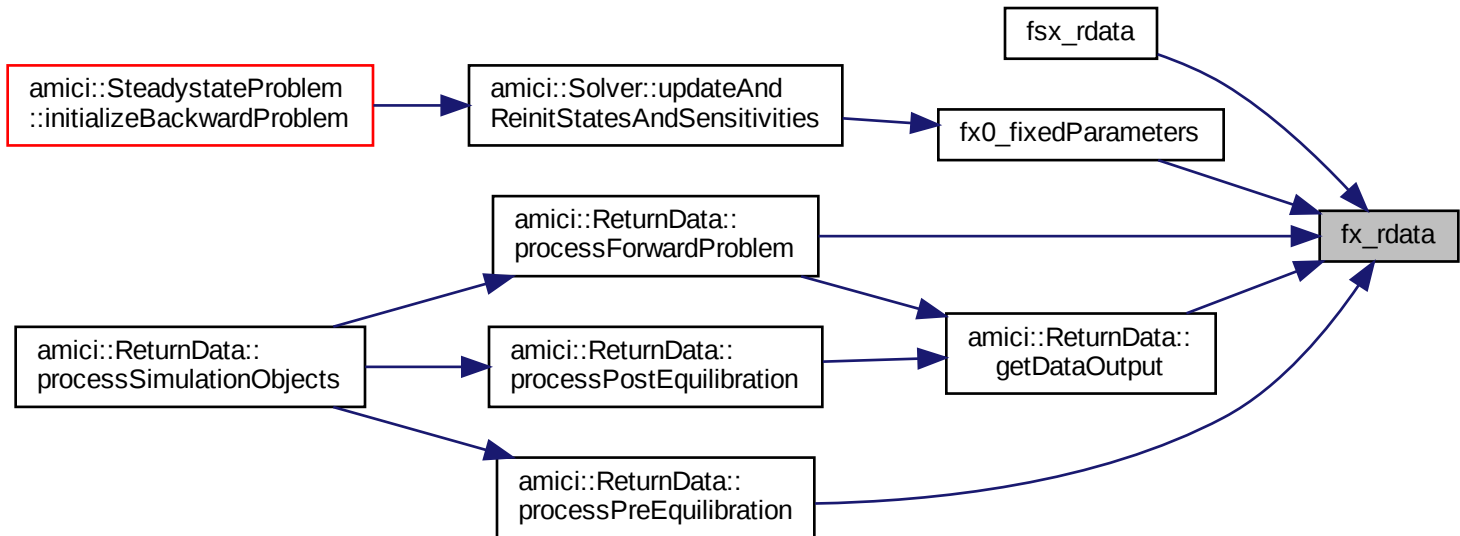 fsx_rdata
amici::SteadystateProblem
::initializeBackwardProblem
amici::Solver::updateAnd
ReinitStatesAndSensitivities
fx0_fixedParameters
amici::ReturnData::
processForwardProblem
fx_rdata
amici::ReturnData::
processSimulationObjects
amici::ReturnData::
processPostEquilibration
amici::ReturnData::
getDataOutput
amici::ReturnData::
processPreEquilibration